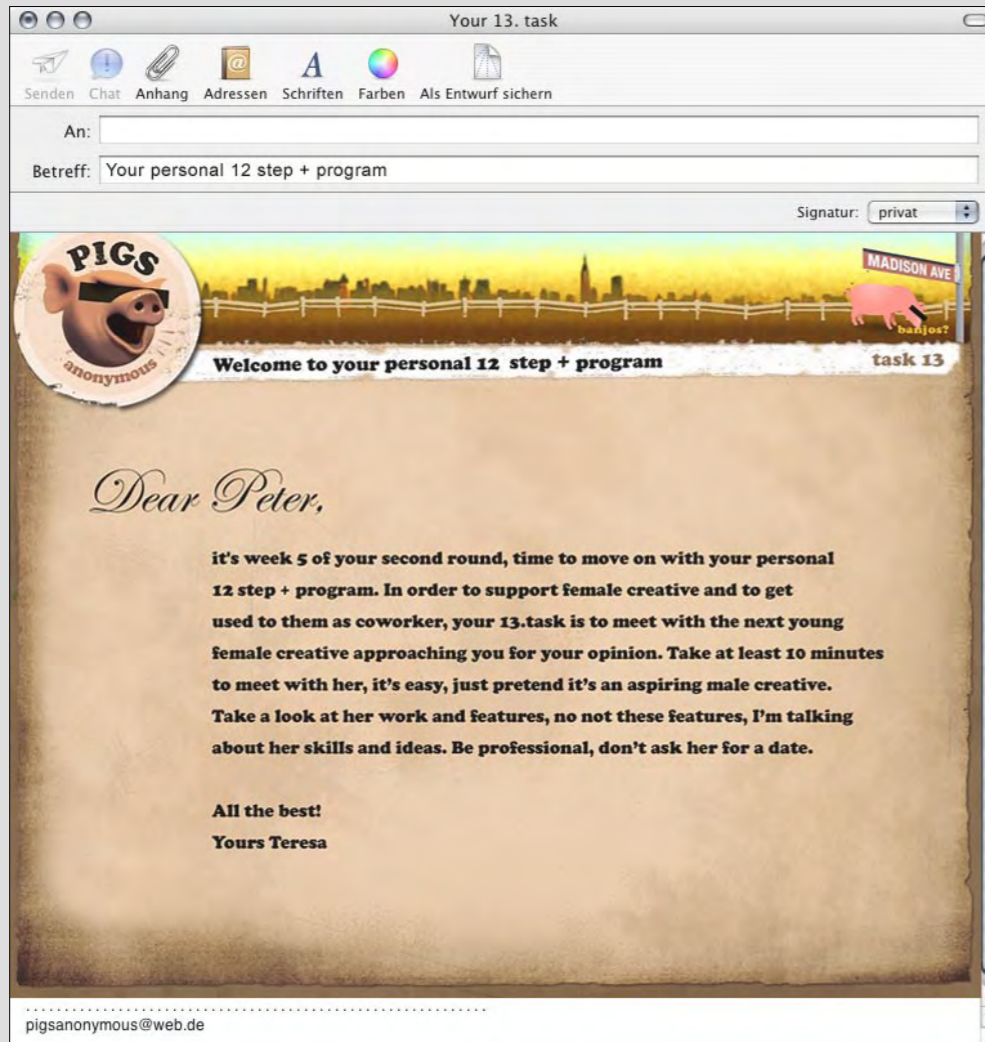 Your 13. task
Senden Chat Anhang Adressen Schriften Farben Als Entwurf sichern
An:
Betreff: Your personal 12 step + program
Signatur: privat
PIGS
anonymous
MADISON AVE
banjos?
Welcome to your personal 12 step + program
task 13
Dear Peter,
it's week 5 of your second round, time to move on with your personal
12 step + program. In order to support female creative and to get
used to them as coworker, your 13.task is to meet with the next young
female creative approaching you for your opinion. Take at least 10 minutes
to meet with her, it's easy, just pretend it's an aspiring male creative.
Take a look at her work and features, no not these features, I'm talking
about her skills and ideas. Be professional, don't ask her for a date.
All the best!
Yours Teresa
pigsanonymous@web.de